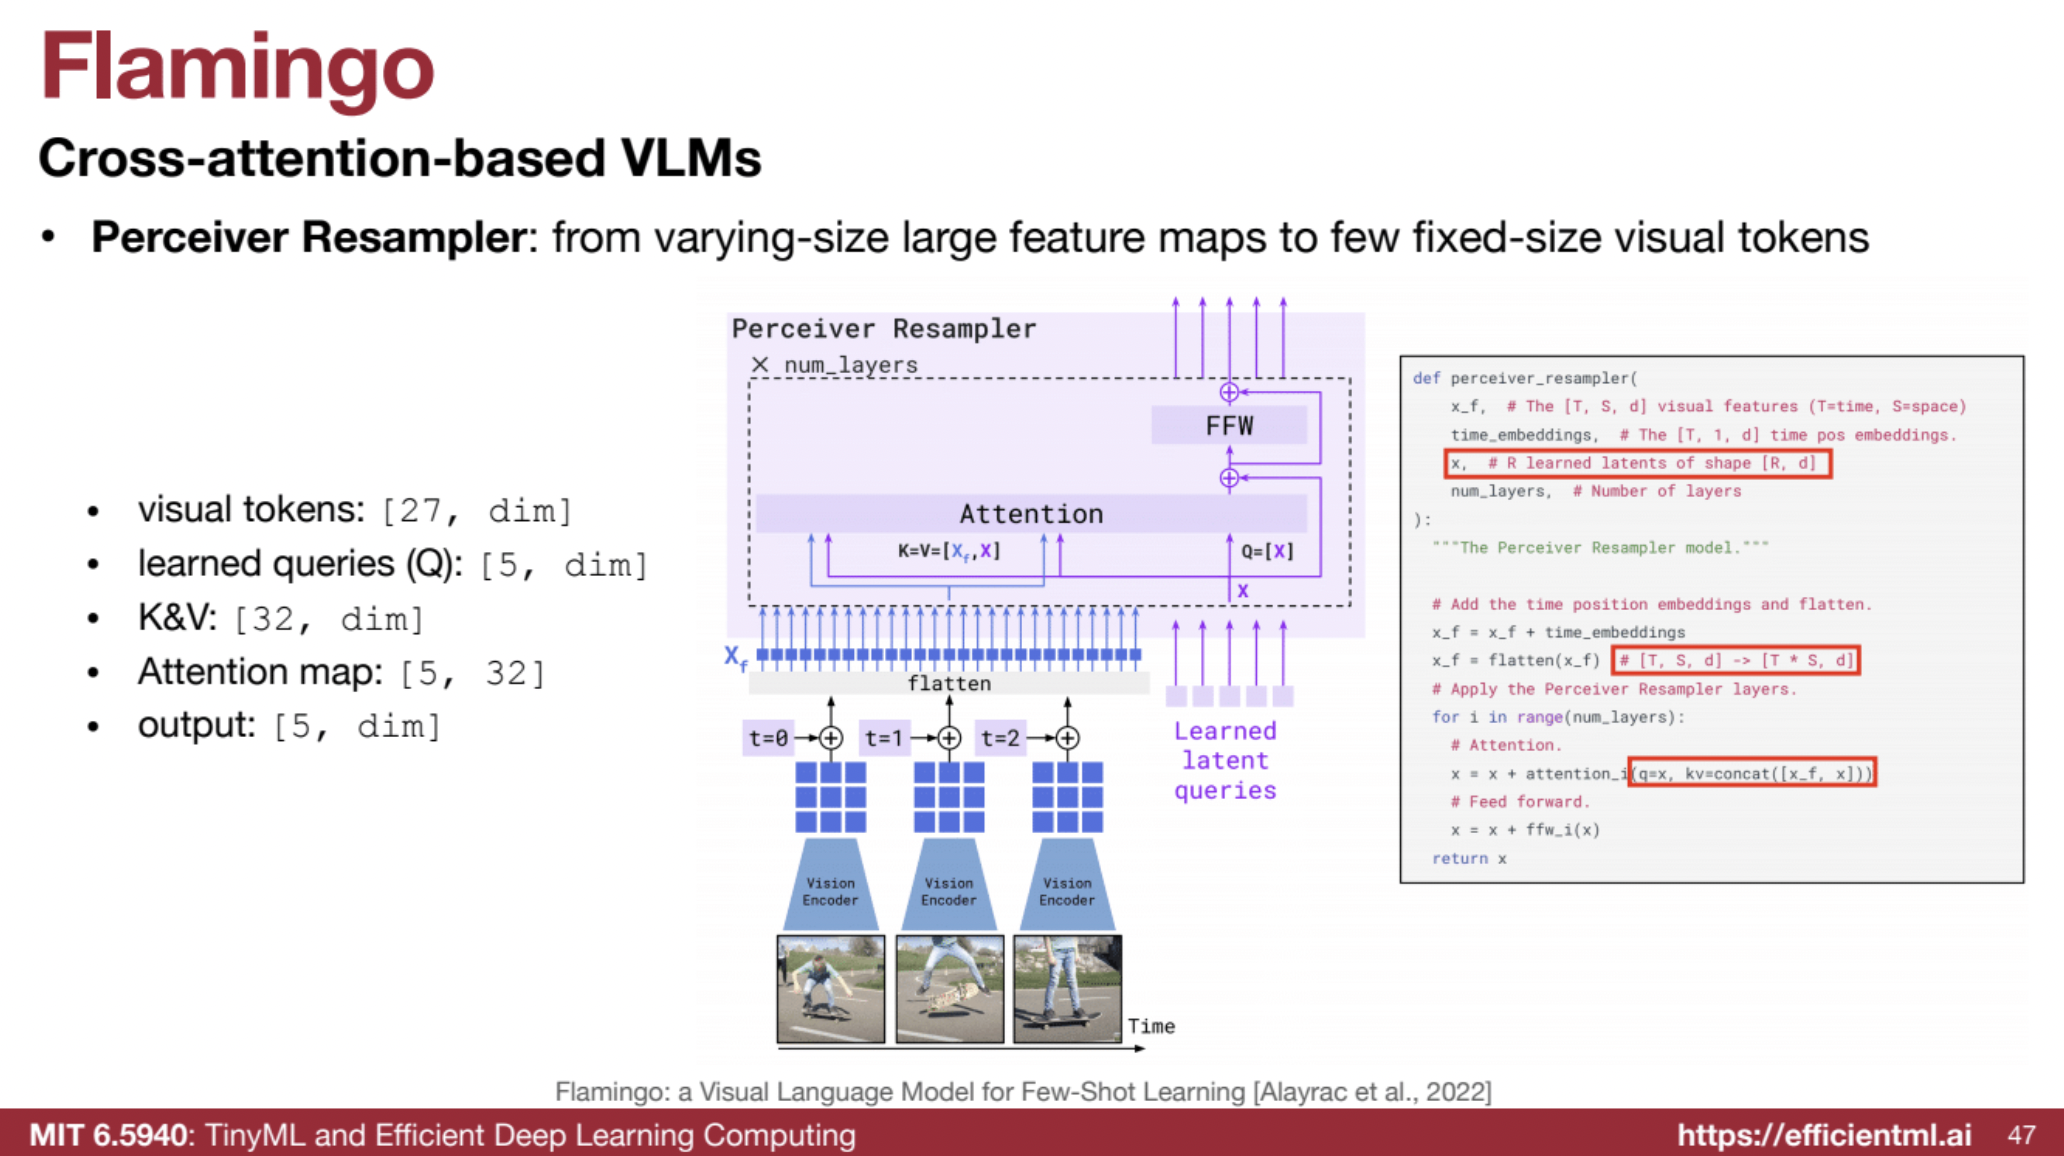 Flamingo
Cross-attention-based VLMs
• Perceiver Resampler: from varying-size large feature maps to few fixed-size visual tokens
• visual tokens: [27, dim]
• learned queries (Q): [5, dim]
• K&V: [32, dim]
• Attention map: [5, 32]
• output: [5, dim]
Perceiver Resampler
× num_layers
FFW
Attention
K=V=[Xf,X]
Q=[X]
X
Xf
flatten
t=0
t=1
t=2
Learned
latent
queries
Vision
Encoder
Vision
Encoder
Vision
Encoder
Time
def perceiver_resampler(
x_f, # The [T, S, d] visual features (T=time, S=space)
time_embeddings, # The [T, 1, d] time pos embeddings.
x, # R learned latents of shape [R, d]
num_layers, # Number of layers
):
"""The Perceiver Resampler model."""
# Add the time position embeddings and flatten.
x_f = x_f + time_embeddings
x_f = flatten(x_f) # [T, S, d] -> [T * S, d]
# Apply the Perceiver Resampler layers.
for i in range(num_layers):
# Attention.
x = x + attention_i(q=x, kv=concat([x_f, x]))
# Feed forward.
x = x + ffw_i(x)
return x
Flamingo: a Visual Language Model for Few-Shot Learning [Alayrac et al., 2022]
MIT 6.5940: TinyML and Efficient Deep Learning Computing
https://efficientml.ai
47